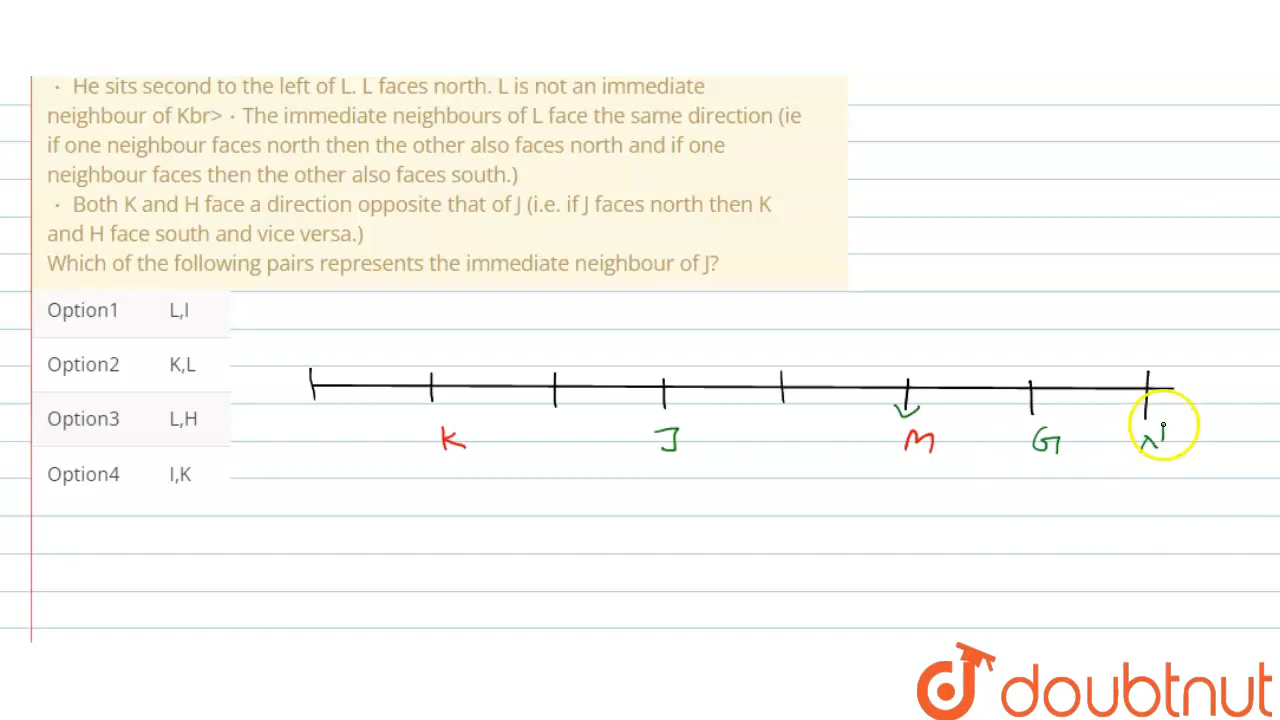 · He sits second to the left of L. L faces north. L is not an immediate
neighbour of Kbr> · The immediate neighbours of L face the same direction (ie
if one neighbour faces north then the other also faces north and if one
neighbour faces then the other also faces south.)
· Both K and H face a direction opposite that of J (i.e. if J faces north then K
and H face south and vice versa.)
Which of the following pairs represents the immediate neighbour of J?
Option1 L,I
Option2 K,L
Option3 L,H
Option4 I,K
K J M G
doubtnut